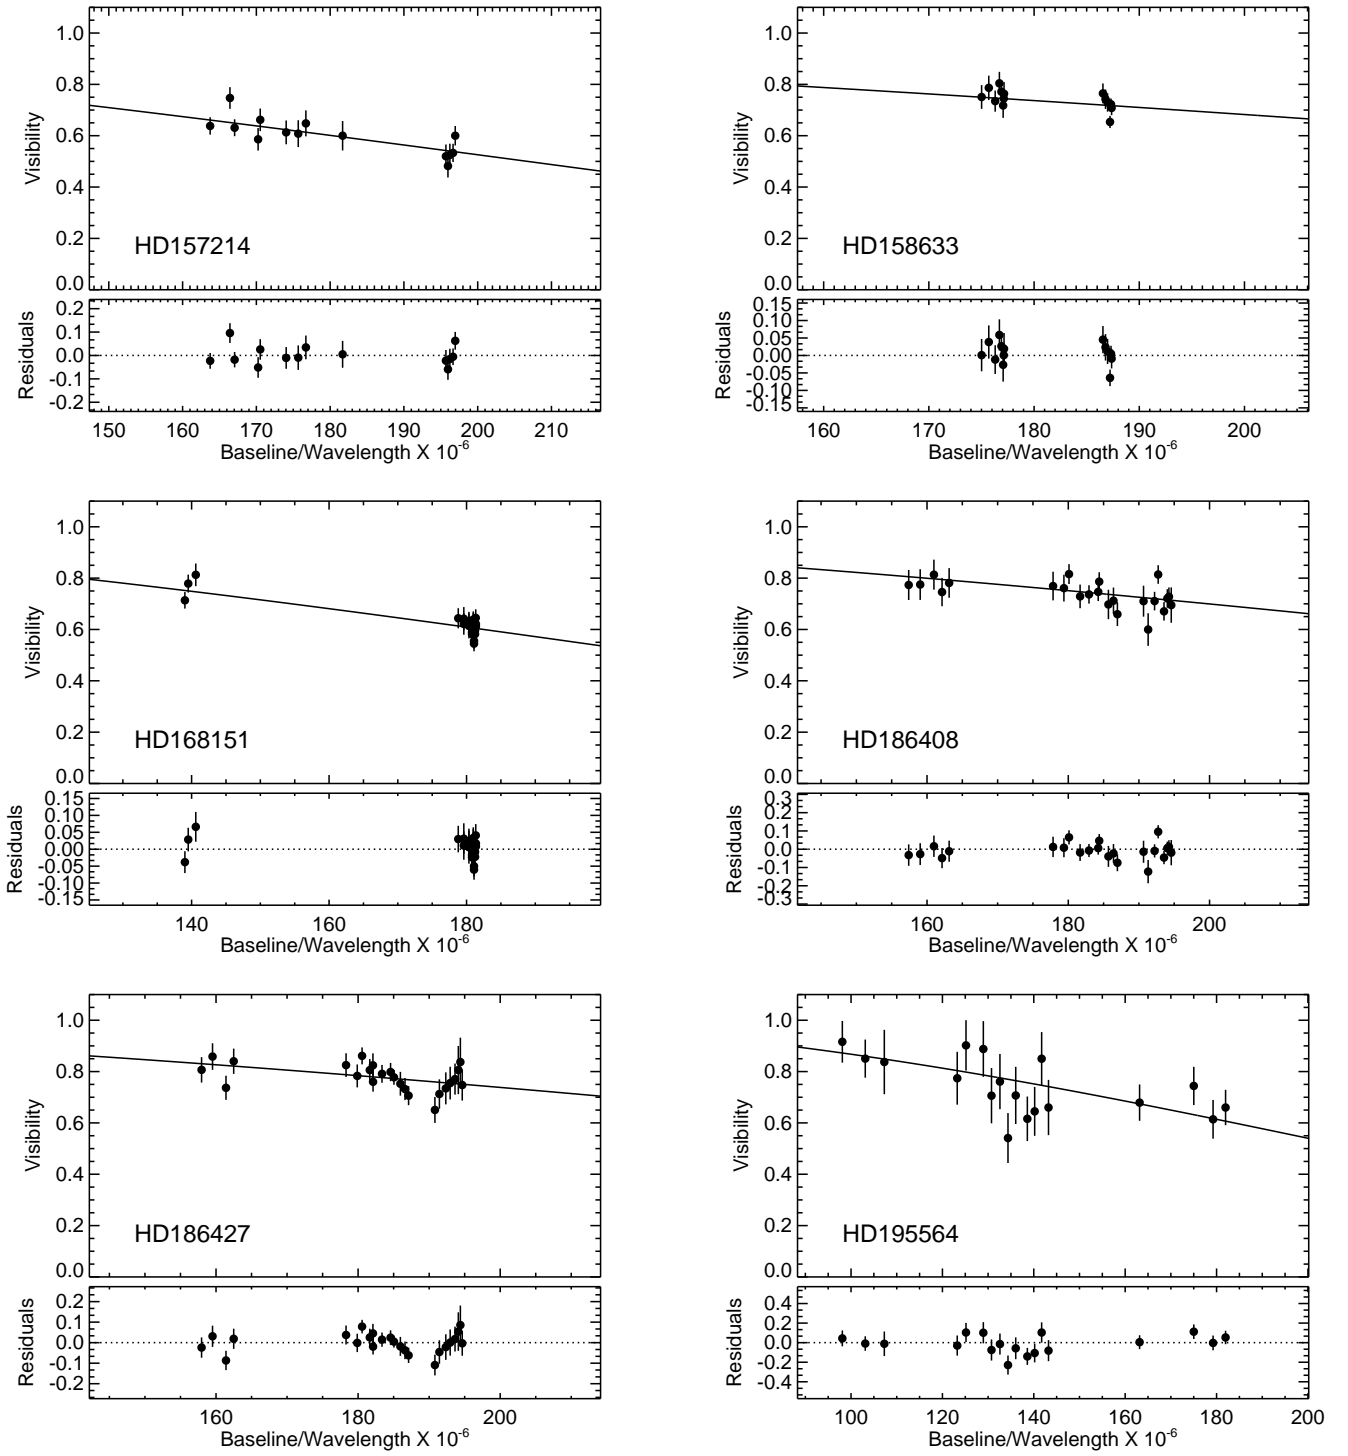 1.0
0.8
0.6
0.4
0.2
0.0
Visibility
HD157214
0.2
0.1
0.0
-0.1
-0.2
Residuals
150 160 170 180 190 200 210
Baseline/Wavelength X 10-6
1.0
0.8
0.6
0.4
0.2
0.0
Visibility
HD158633
0.15
0.10
0.05
0.00
-0.05
-0.10
-0.15
Residuals
160 170 180 190 200
Baseline/Wavelength X 10-6
1.0
0.8
0.6
0.4
0.2
0.0
Visibility
HD168151
0.15
0.10
0.05
0.00
-0.05
-0.10
-0.15
Residuals
140 160 180
Baseline/Wavelength X 10-6
1.0
0.8
0.6
0.4
0.2
0.0
Visibility
HD186408
0.3
0.2
0.1
0.0
-0.1
-0.2
-0.3
Residuals
160 180 200
Baseline/Wavelength X 10-6
1.0
0.8
0.6
0.4
0.2
0.0
Visibility
HD186427
0.2
0.1
0.0
-0.1
-0.2
Residuals
160 180 200
Baseline/Wavelength X 10-6
1.0
0.8
0.6
0.4
0.2
0.0
Visibility
HD195564
0.4
0.2
0.0
-0.2
-0.4
Residuals
100 120 140 160 180 200
Baseline/Wavelength X 10-6